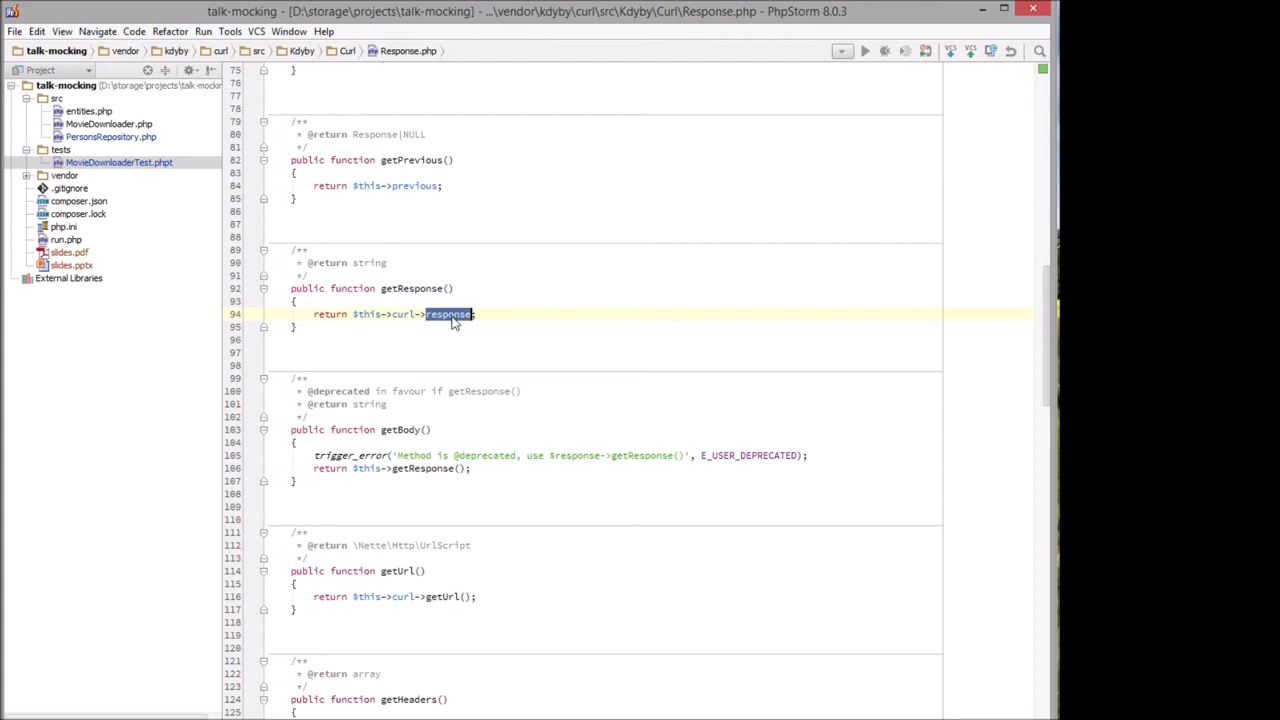 talk-mocking - [D:\storage\projects\talk-mocking] - ...\vendor\kdyby\curl\src\Kdyby\Curl\Response.php - PhpStorm 8.0.3
File Edit View Navigate Code Refactor Run Tools VCS Window Help
talk-mocking vendor kdyby curl src Kdyby Curl Response.php
Project
talk-mocking (D:\storage\projects\talk-mockin
src
entities.php
MovieDownloader.php
PersonsRepository.php
tests
MovieDownloaderTest.phpt
vendor
.gitignore
composer.json
composer.lock
php.ini
run.php
slides.pdf
slides.pptx
External Libraries
75 }
76
77
78
79 /**
80 * @return Response|NULL
81 */
82 public function getPrevious()
83 {
84 return $this->previous;
85 }
86
87
88
89 /**
90 * @return string
91 */
92 public function getResponse()
93 {
94 return $this->curl->response;
95 }
96
97
98
99 /**
100 * @deprecated in favour if getResponse()
101 * @return string
102 */
103 public function getBody()
104 {
105 trigger_error('Method is @deprecated, use $response->getResponse()', E_USER_DEPRECATED);
106 return $this->getResponse();
107 }
108
109
110
111 /**
112 * @return \Nette\Http\UrlScript
113 */
114 public function getUrl()
115 {
116 return $this->curl->getUrl();
117 }
118
119
120
121 /**
122 * @return array
123 */
124 public function getHeaders()
125 {